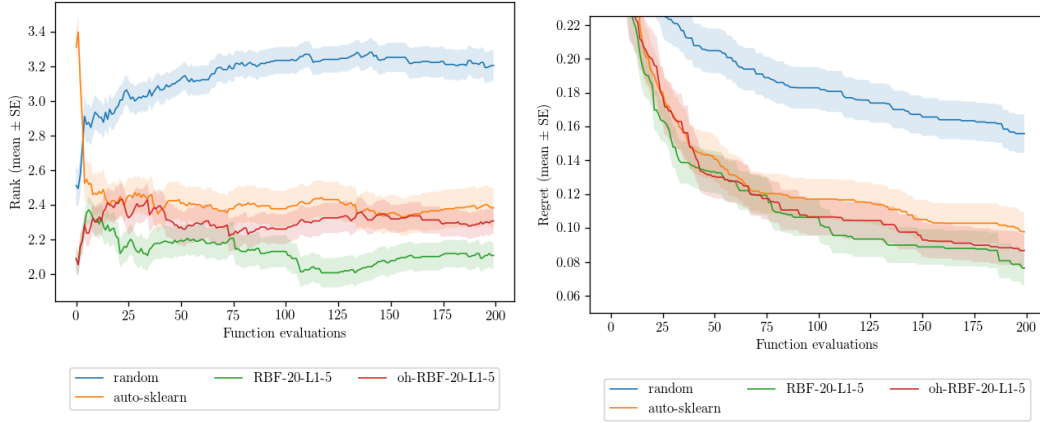 Rank (mean ± SE)
3.4
3.2
3.0
2.8
2.6
2.4
2.2
2.0
0 25 50 75 100 125 150 175 200
Function evaluations
random RBF-20-L1-5 oh-RBF-20-L1-5
auto-sklearn
Regret (mean ± SE)
0.22
0.20
0.18
0.16
0.14
0.12
0.10
0.08
0.06
0 25 50 75 100 125 150 175 200
Function evaluations
random RBF-20-L1-5 oh-RBF-20-L1-5
auto-sklearn